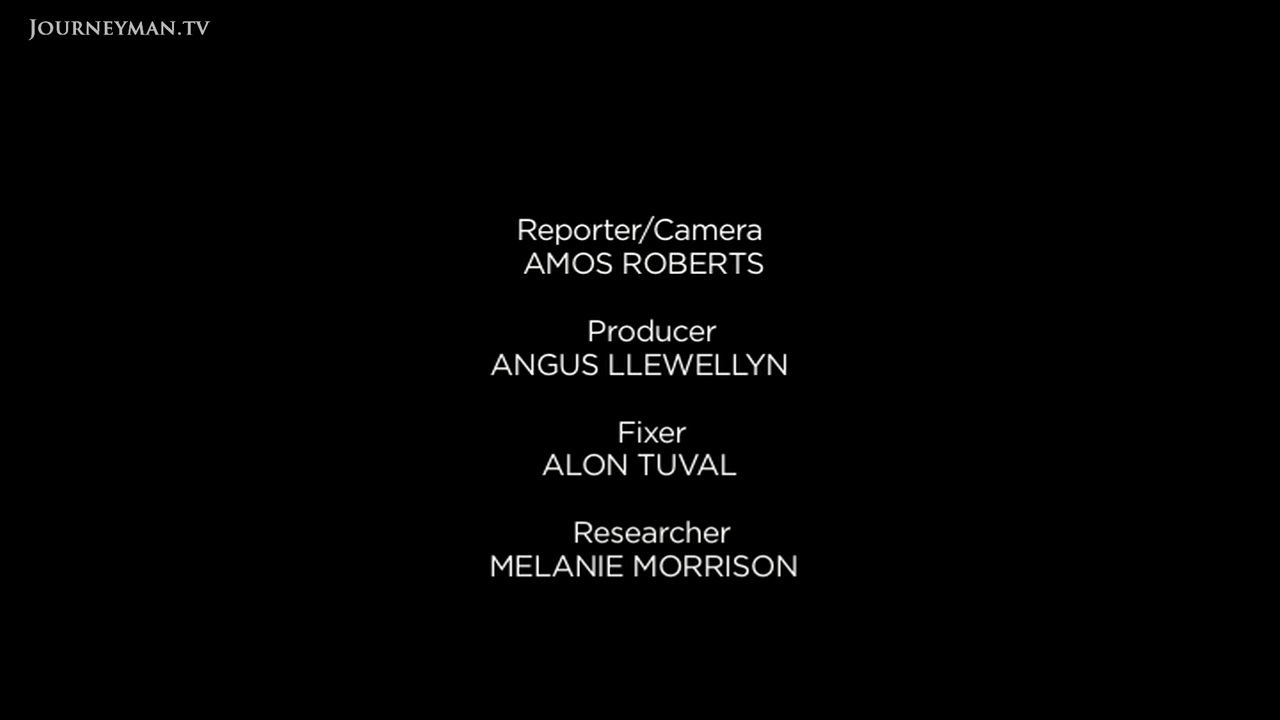 JOURNEYMAN.TV
Reporter/Camera
AMOS ROBERTS
Producer
ANGUS LLEWELLYN
Fixer
ALON TUVAL
Researcher
MELANIE MORRISON